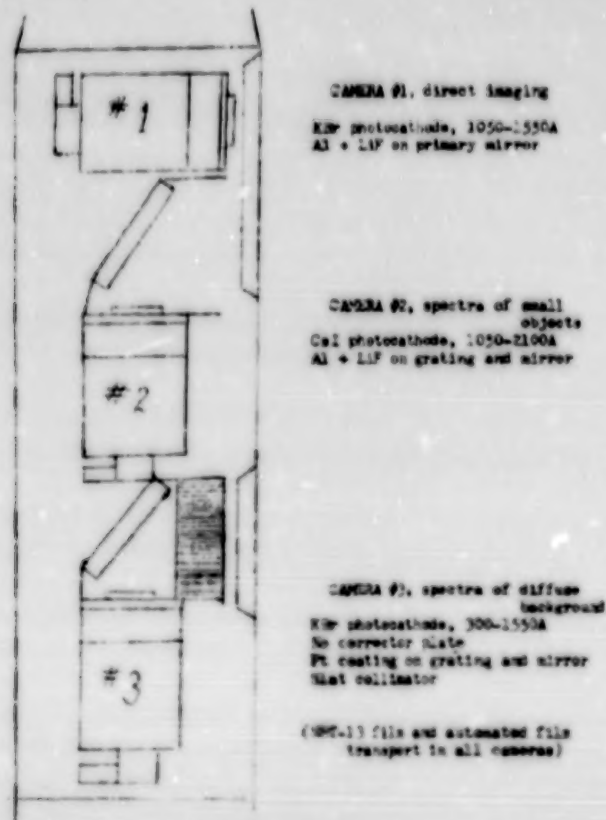 #1
CAMERA #1, direct imaging
KBr photocathode, 1050-1550A
Al + LiF on primary mirror
#2
CAMERA #2, spectra of small
objects
CsI photocathode, 1050-2100A
Al + LiF on grating and mirror
#3
CAMERA #3, spectra of diffuse
background
KBr photocathode, 300-1550A
No corrector plate
Pt coating on grating and mirror
Slat collimator
( film and automated film
transport in all cameras)